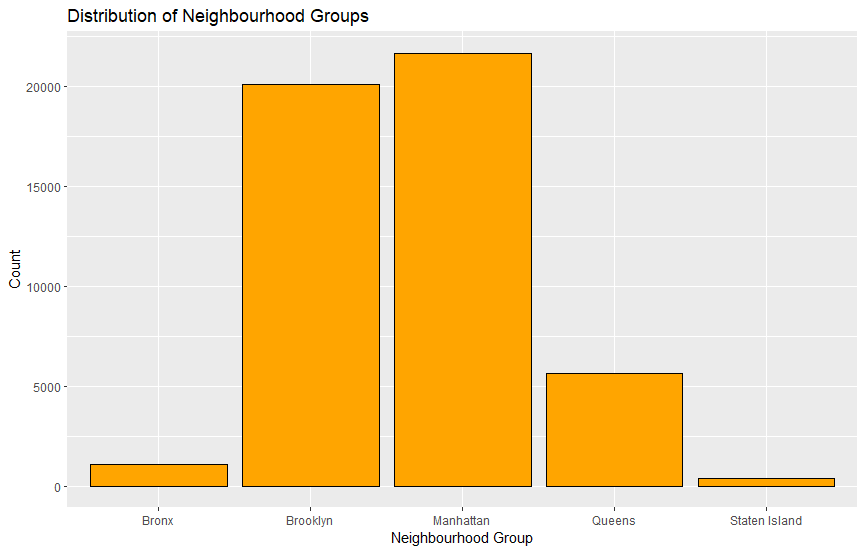 Distribution of Neighbourhood Groups
Count
20000
15000
10000
5000
0
Bronx Brooklyn Manhattan Queens Staten Island
Neighbourhood Group